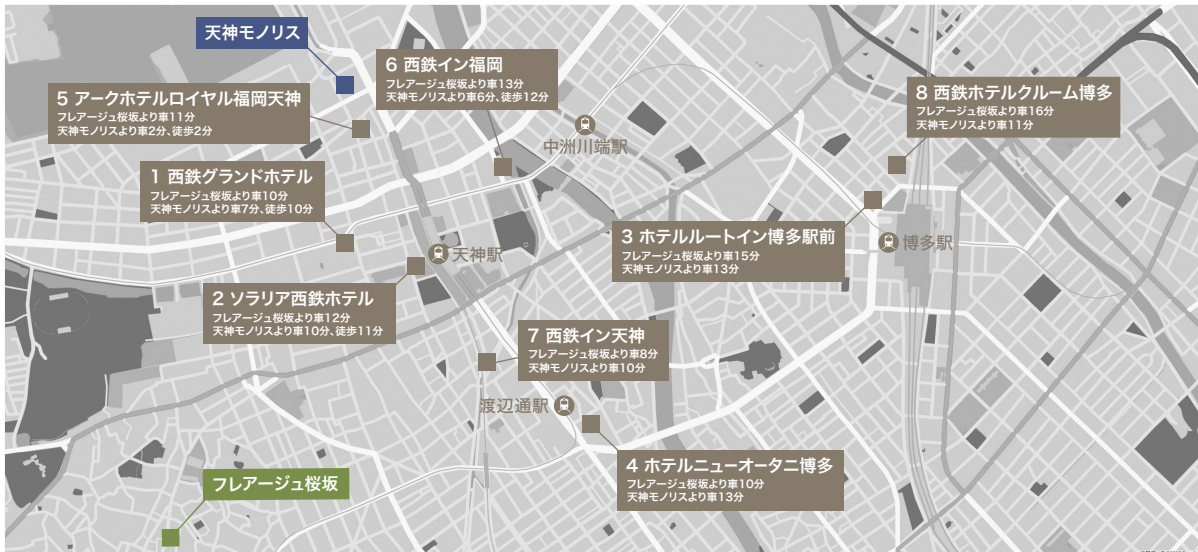 天神モノリス
6 西鉄イン福岡
フレアージュ桜坂より車13分
天神モノリスより車6分、徒歩12分
8 西鉄ホテルクルーム博多
フレアージュ桜坂より車16分
天神モノリスより車11分
5 アークホテルロイヤル福岡天神
フレアージュ桜坂より車11分
天神モノリスより車2分、徒歩2分
中洲川端駅
1 西鉄グランドホテル
フレアージュ桜坂より車10分
天神モノリスより車7分、徒歩10分
3 ホテルルートイン博多駅前
フレアージュ桜坂より車15分
天神モノリスより車13分
博多駅
天神駅
2 ソラリア西鉄ホテル
フレアージュ桜坂より車12分
天神モノリスより車10分、徒歩11分
7 西鉄イン天神
フレアージュ桜坂より車8分
天神モノリスより車10分
渡辺通駅
4 ホテルニューオータニ博多
フレアージュ桜坂より車10分
天神モノリスより車13分
フレアージュ桜坂